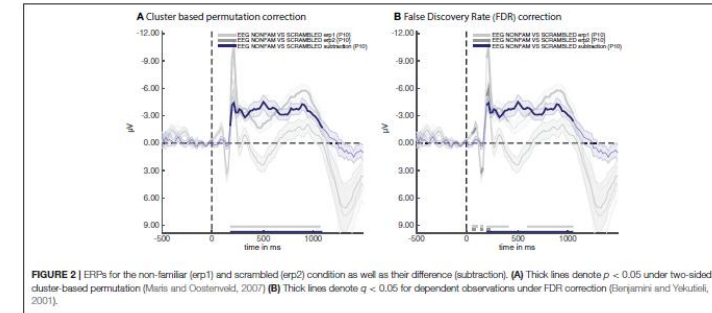 A Cluster based permutation correction
B False Discovery Rate (FDR) correction
-12.00
-9.00
-6.00
-3.00
0.00
3.00
6.00
9.00
μV
-500
0
500
1000
time in ms
EEG NONFAM VS SCRAMBLED erp1 [P10]
EEG NONFAM VS SCRAMBLED erp2 [P10]
EEG NONFAM VS SCRAMBLED subtraction [P10]
-12.00
-9.00
-6.00
-3.00
0.00
3.00
6.00
9.00
μV
-500
0
500
1000
time in ms
EEG NONFAM VS SCRAMBLED erp1 [P10]
EEG NONFAM VS SCRAMBLED erp2 [P10]
EEG NONFAM VS SCRAMBLED subtraction [P10]
FIGURE 2 | ERPs for the non-familiar (erp1) and scrambled (erp2) condition as well as their difference (subtraction). (A) Thick lines denote p < 0.05 under two-sided
cluster-based permutation (Maris and Oostenveld, 2007) (B) Thick lines denote q < 0.05 for dependent observations under FDR correction (Benjamini and Yekutieli,
2001).